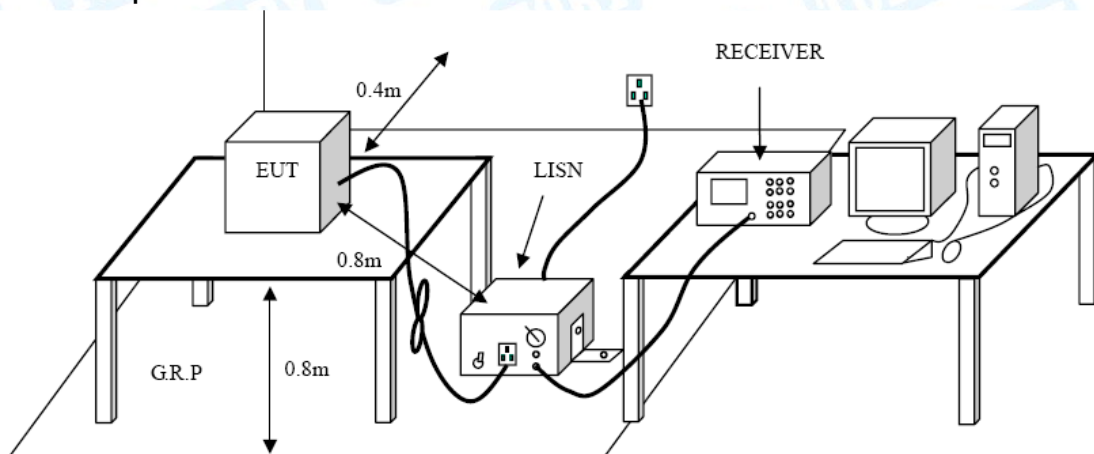 RECEIVER
0.4m
EUT
LISN
0.8m
G.R.P
0.8m